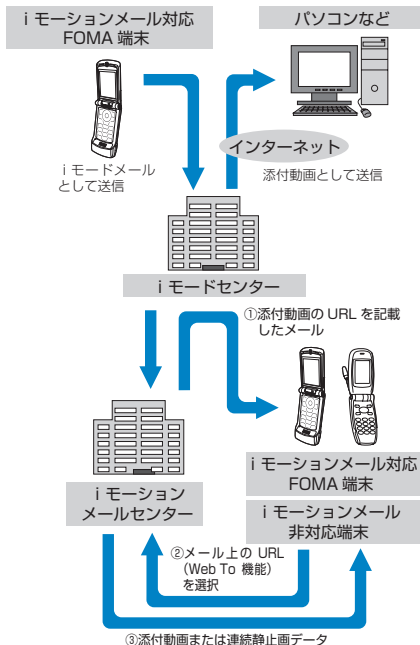 iモーションメール対応
FOMA 端末
パソコンなど
インターネット
iモードメール
として送信
添付動画として送信
iモードセンター
①添付動画の URL を記載
したメール
iモーションメール対応
FOMA 端末
iモーション
メールセンター
iモーションメール
非対応端末
②メール上の URL
(Web To 機能)
を選択
③添付動画または連続静止画データ